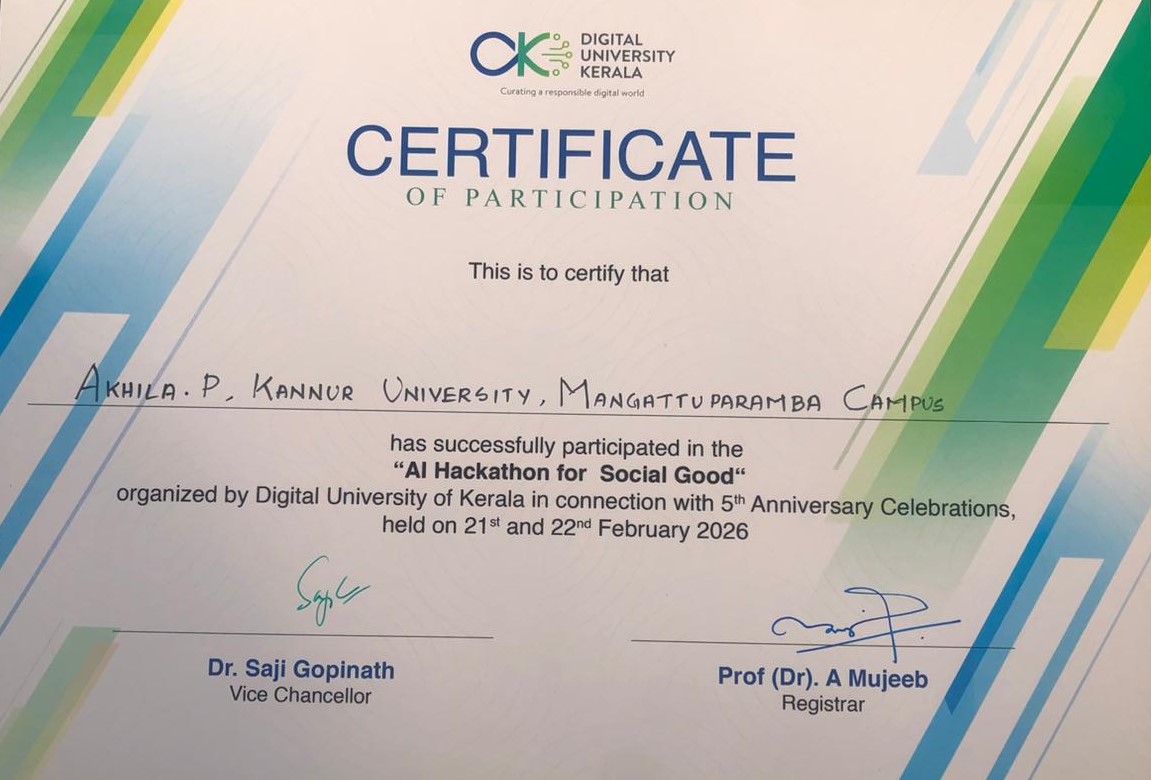 DIGITAL
UNIVERSITY
KERALA
Curating a responsible digital world
CERTIFICATE
OF PARTICIPATION
This is to certify that
AKHILA. P, KANNUR UNIVERSITY, MANGATTUPARAMBA CAMPUS
has successfully participated in the
“AI Hackathon for Social Good“
organized by Digital University of Kerala in connection with 5th Anniversary Celebrations,
held on 21st and 22nd February 2026
Dr. Saji Gopinath
Vice Chancellor
Prof (Dr). A Mujeeb
Registrar